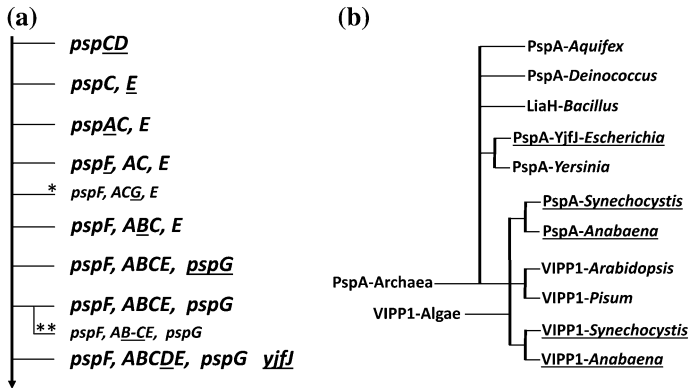 (a)
pspCD
pspC, E
pspAC, E
pspF, AC, E
* pspF, ACG, E
pspF, ABC, E
pspF, ABCE, pspG
pspF, ABCE, pspG
** pspF, AB-CE, pspG
pspF, ABCDE, pspG yjfJ
(b)
PspA-Aquifex
PspA-Deinococcus
LiaH-Bacillus
PspA-YjfJ-Escherichia
PspA-Yersinia
PspA-Synechocystis
PspA-Anabaena
VIPP1-Arabidopsis
PspA-Archaea
VIPP1-Pisum
VIPP1-Algae
VIPP1-Synechocystis
VIPP1-Anabaena